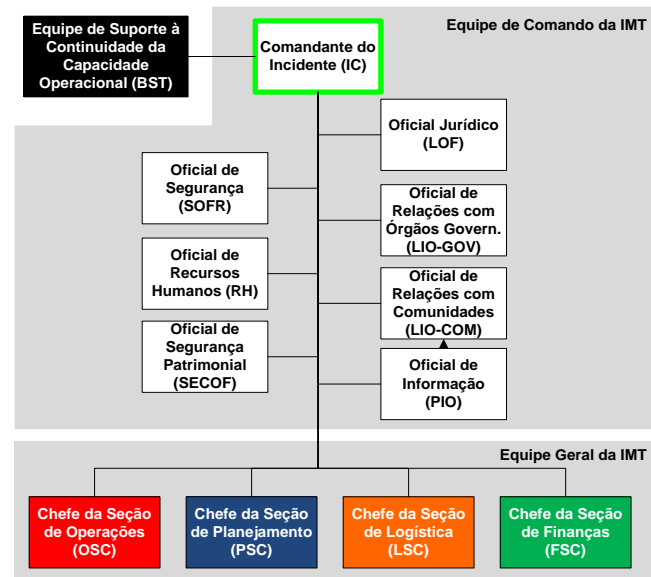 Equipe de Suporte à
Continuidade da
Capacidade
Operacional (BST)
Comandante do
Incidente (IC)
Equipe de Comando da IMT
Oficial Jurídico
(LOF)
Oficial de
Segurança
(SOFR)
Oficial de
Relações com
Órgãos Govern.
(LIO-GOV)
Oficial de
Recursos
Humanos (RH)
Oficial de
Relações com
Comunidades
(LIO-COM)
Oficial de
Segurança
Patrimonial
(SECOF)
Oficial de
Informação
(PIO)
Equipe Geral da IMT
Chefe da Seção
de Operações
(OSC)
Chefe da Seção
de Planejamento
(PSC)
Chefe da Seção
de Logística
(LSC)
Chefe da Seção
de Finanças
(FSC)